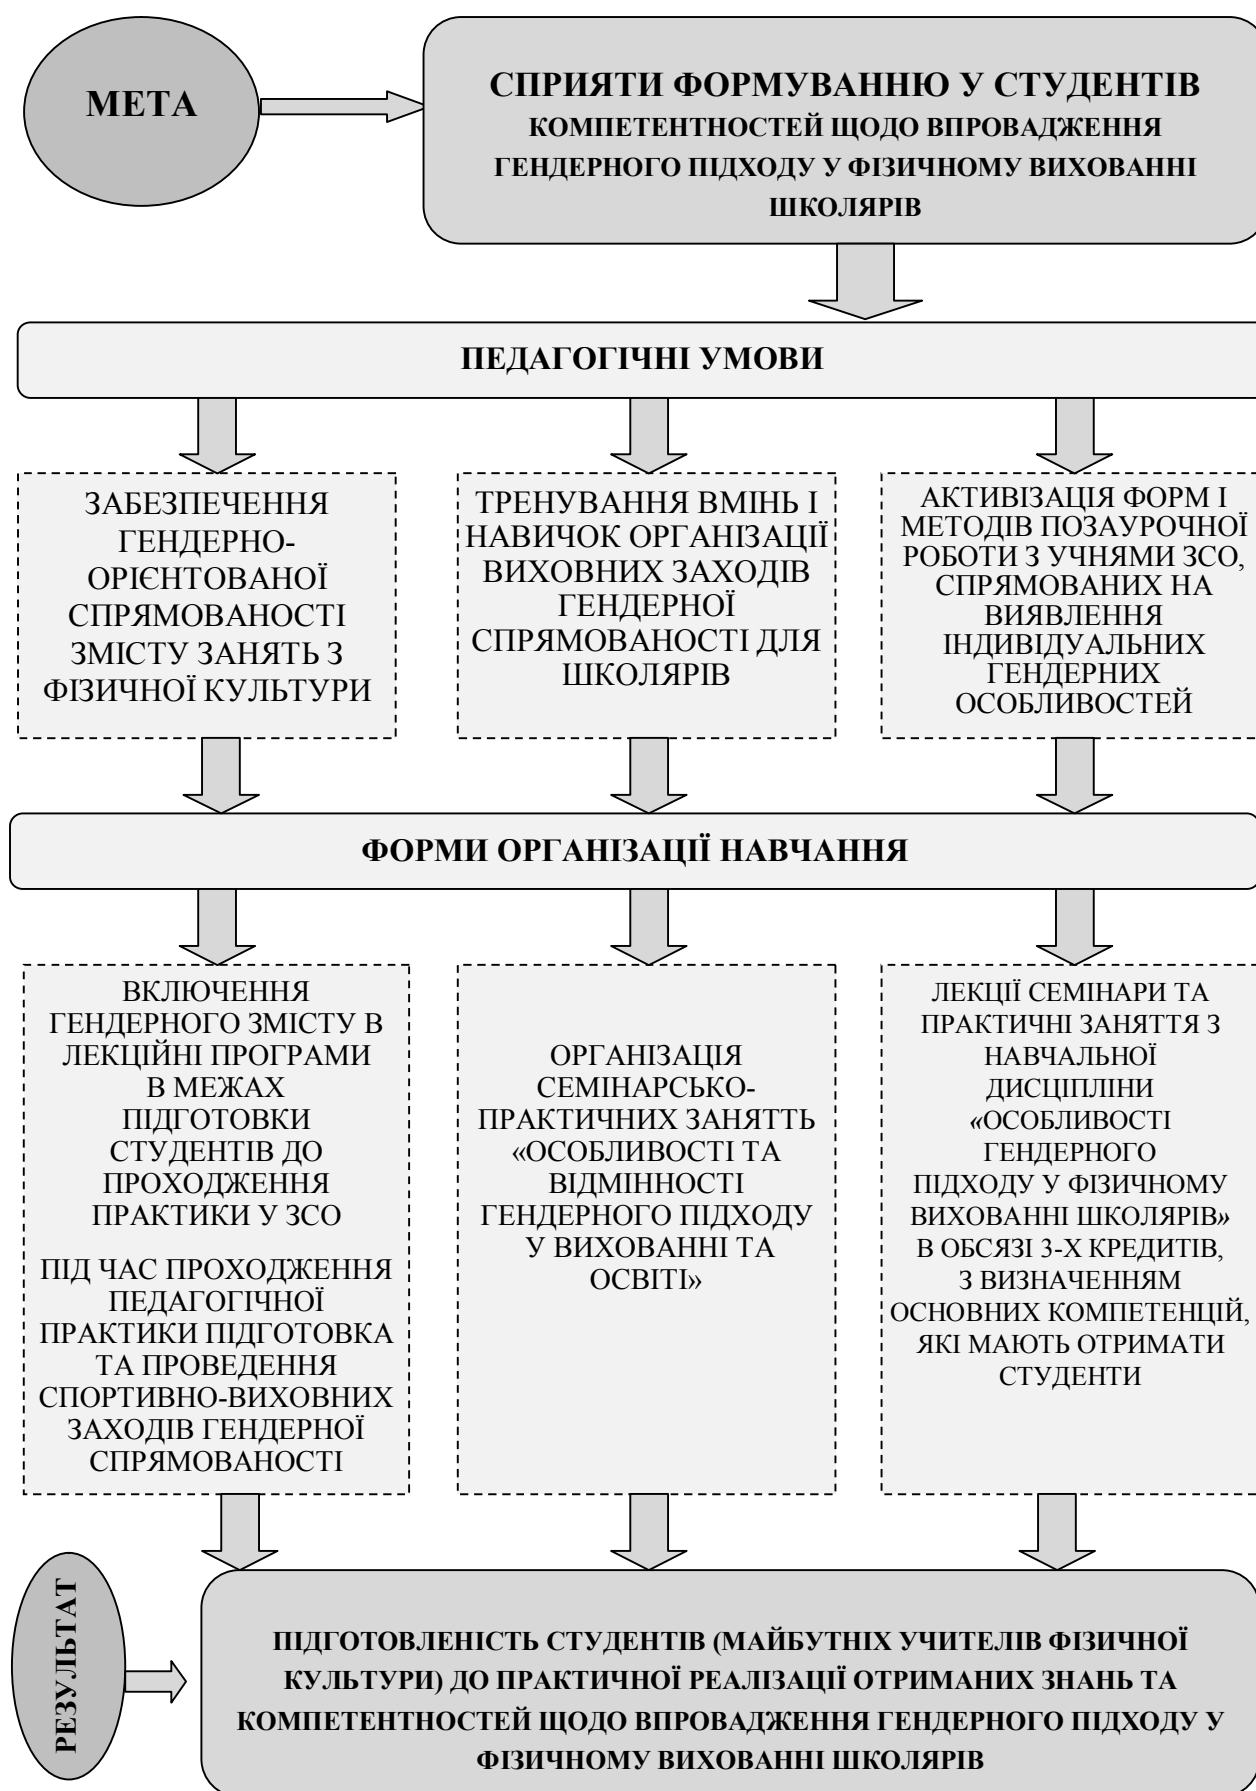 МЕТА
СПРИЯТИ ФОРМУВАННЮ У СТУДЕНТІВ
КОМПЕТЕНТНОСТЕЙ ЩОДО ВПРОВАДЖЕННЯ
ГЕНДЕРНОГО ПІДХОДУ У ФІЗИЧНОМУ ВИХОВАННІ
ШКОЛЯРІВ
ПЕДАГОГІЧНІ УМОВИ
ЗАБЕЗПЕЧЕННЯ
ГЕНДЕРНО-
ОРІЄНТОВАНОЇ
СПРЯМОВАНОСТІ
ЗМІСТУ ЗАНЯТЬ З
ФІЗИЧНОЇ КУЛЬТУРИ
ТРЕНУВАННЯ ВМІНЬ І
НАВИЧОК ОРГАНІЗАЦІЇ
ВИХОВНИХ ЗАХОДІВ
ГЕНДЕРНОЇ
СПРЯМОВАНОСТІ ДЛЯ
ШКОЛЯРІВ
АКТИВІЗАЦІЯ ФОРМ І
МЕТОДІВ ПОЗАУРОЧНОЇ
РОБОТИ З УЧНЯМИ ЗСО,
СПРЯМОВАНИХ НА
ВИЯВЛЕННЯ
ІНДИВІДУАЛЬНИХ
ГЕНДЕРНИХ
ОСОБЛИВОСТЕЙ
ФОРМИ ОРГАНІЗАЦІЇ НАВЧАННЯ
ВКЛЮЧЕННЯ
ГЕНДЕРНОГО ЗМІСТУ В
ЛЕКЦІЙНІ ПРОГРАМИ
В МЕЖАХ
ПІДГОТОВКИ
СТУДЕНТІВ ДО
ПРОХОДЖЕННЯ
ПРАКТИКИ У ЗСО
ПІД ЧАС ПРОХОДЖЕННЯ
ПЕДАГОГІЧНОЇ
ПРАКТИКИ ПІДГОТОВКА
ТА ПРОВЕДЕННЯ
СПОРТИВНО-ВИХОВНИХ
ЗАХОДІВ ГЕНДЕРНОЇ
СПРЯМОВАНОСТІ
ОРГАНІЗАЦІЯ
СЕМІНАРСЬКО-
ПРАКТИЧНИХ ЗАНЯТТЬ
«ОСОБЛИВОСТІ ТА
ВІДМІННОСТІ
ГЕНДЕРНОГО ПІДХОДУ
У ВИХОВАННІ ТА
ОСВІТІ»
ЛЕКЦІЇ СЕМІНАРИ ТА
ПРАКТИЧНІ ЗАНЯТТЯ З
НАВЧАЛЬНОЇ
ДИСЦІПЛІНИ
«ОСОБЛИВОСТІ
ГЕНДЕРНОГО
ПІДХОДУ У ФІЗИЧНОМУ
ВИХОВАННІ ШКОЛЯРІВ»
В ОБСЯЗІ 3-Х КРЕДИТІВ,
З ВИЗНАЧЕННЯМ
ОСНОВНИХ КОМПЕТЕНЦІЙ,
ЯКІ МАЮТЬ ОТРИМАТИ
СТУДЕНТИ
РЕЗУЛЬТАТ
ПІДГОТОВЛЕНІСТЬ СТУДЕНТІВ (МАЙБУТНІХ УЧИТЕЛІВ ФІЗИЧНОЇ
КУЛЬТУРИ) ДО ПРАКТИЧНОЇ РЕАЛІЗАЦІЇ ОТРИМАНИХ ЗНАНЬ ТА
КОМПЕТЕНТНОСТЕЙ ЩОДО ВПРОВАДЖЕННЯ ГЕНДЕРНОГО ПІДХОДУ У
ФІЗИЧНОМУ ВИХОВАННІ ШКОЛЯРІВ